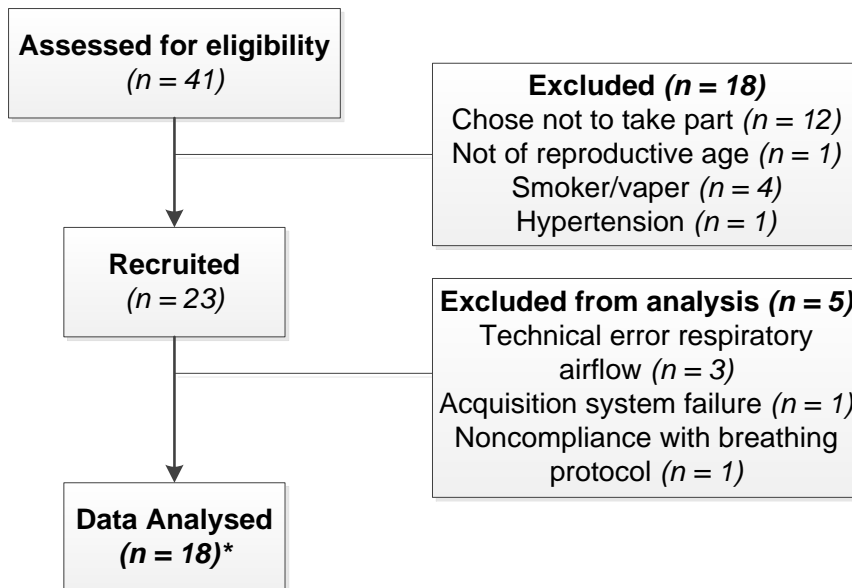 Assessed for eligibility
(n = 41)
Excluded (n = 18)
Chose not to take part (n = 12)
Not of reproductive age (n = 1)
Smoker/vaper (n = 4)
Hypertension (n = 1)
Recruited
(n = 23)
Excluded from analysis (n = 5)
Technical error respiratory
airflow (n = 3)
Acquisition system failure (n = 1)
Noncompliance with breathing
protocol (n = 1)
Data Analysed
(n = 18)*